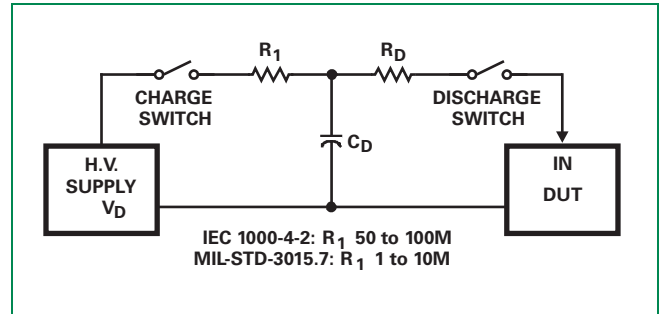 R1
RD
CHARGE
SWITCH
DISCHARGE
SWITCH
CD
H.V.
SUPPLY
VD
IN
DUT
IEC 1000-4-2: R1 50 to 100M
MIL-STD-3015.7: R1 1 to 10M